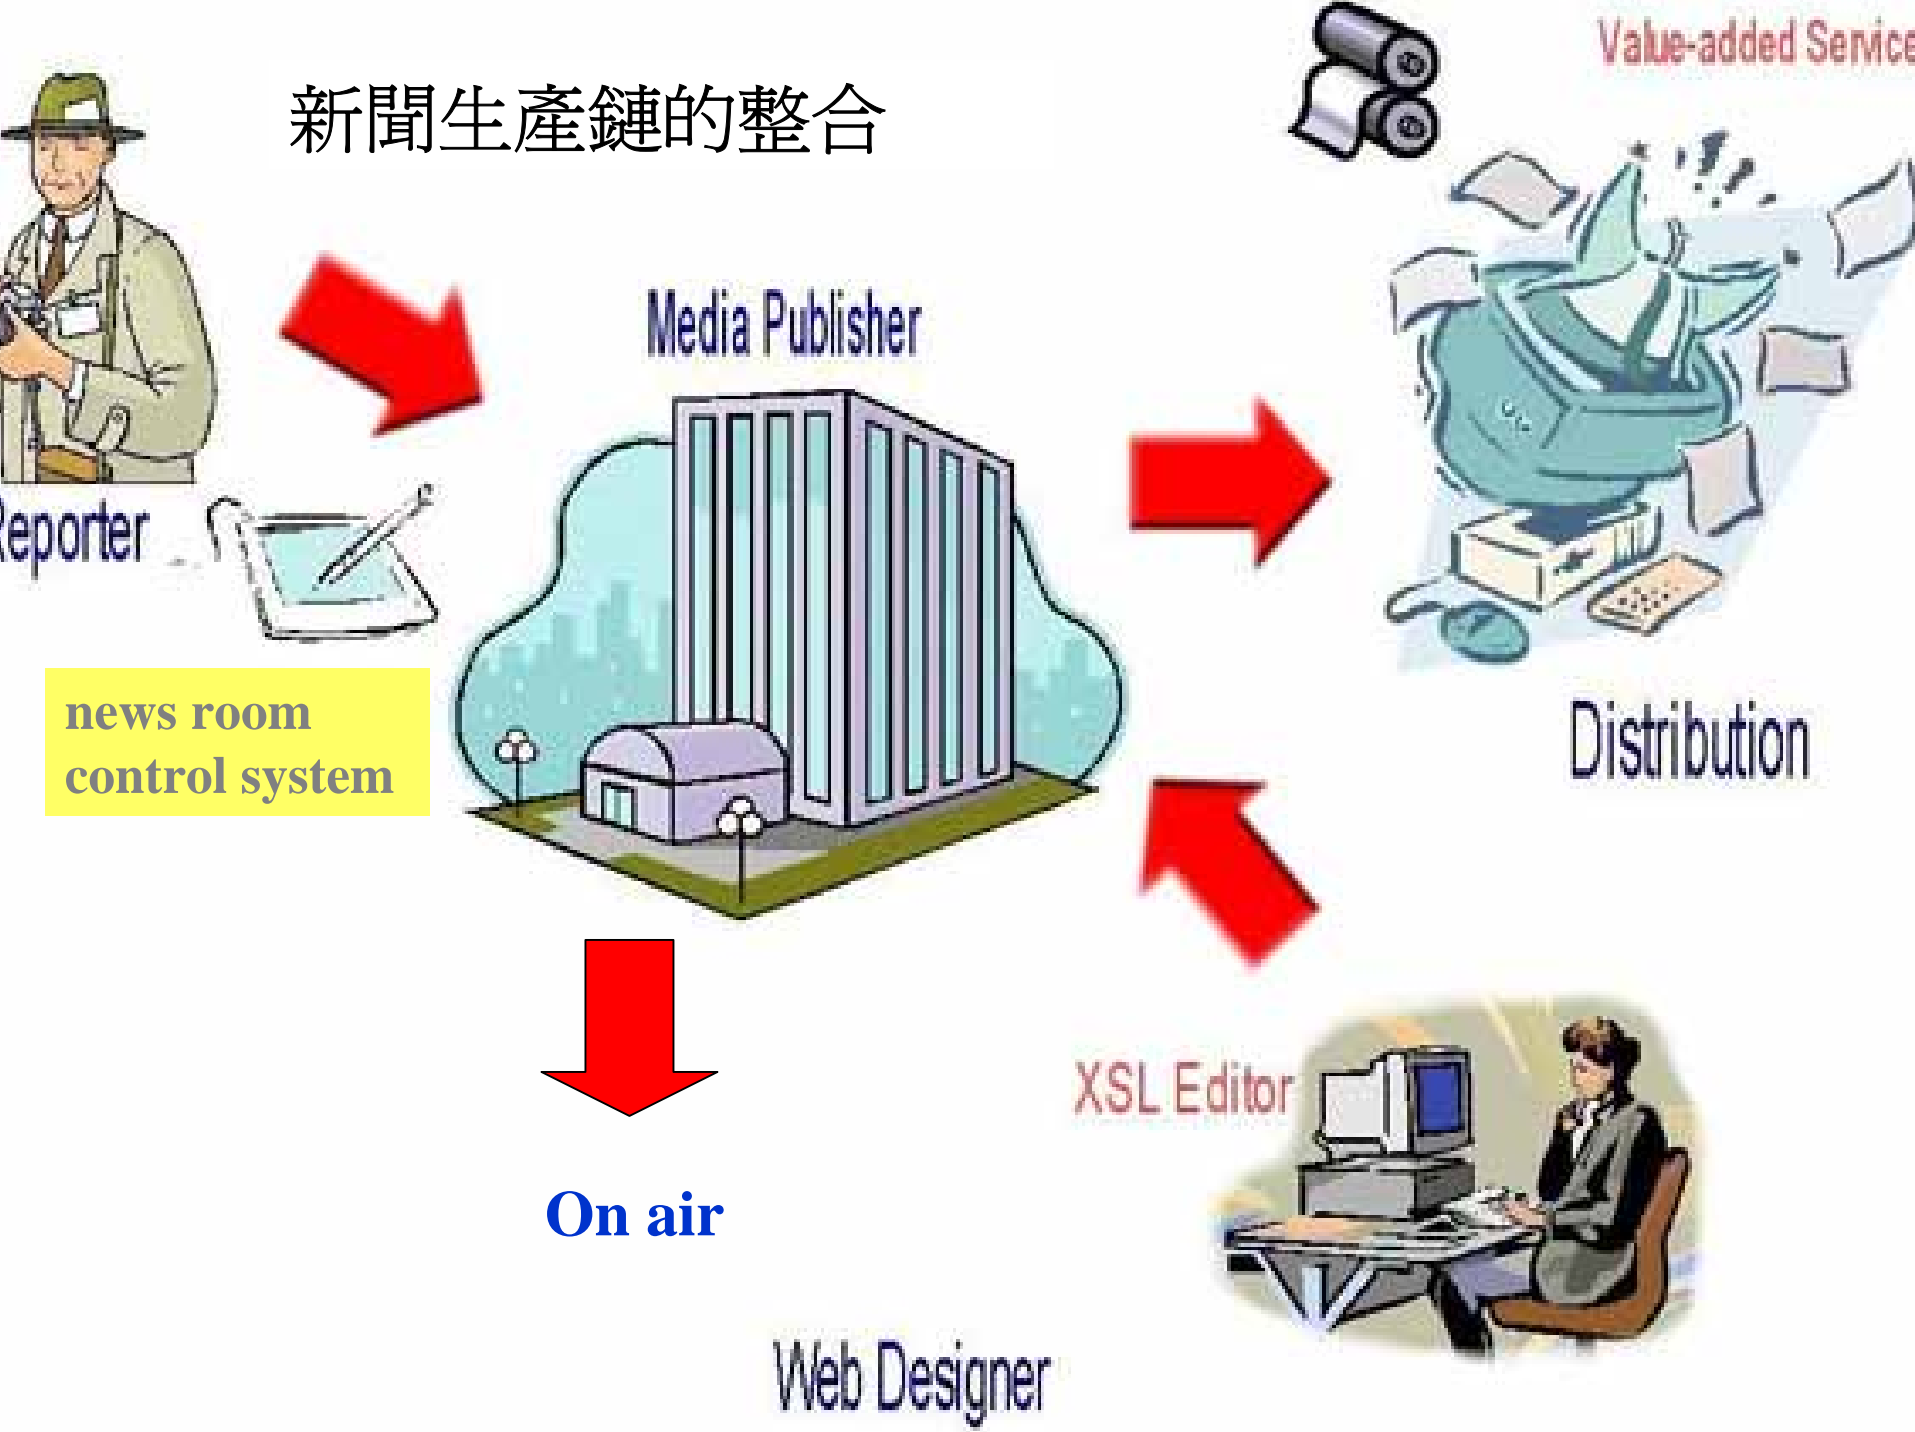 Value-added Service
新聞生產鏈的整合
Media Publisher
Reporter
news room
control system
Distribution
XSL Editor
On air
Web Designer